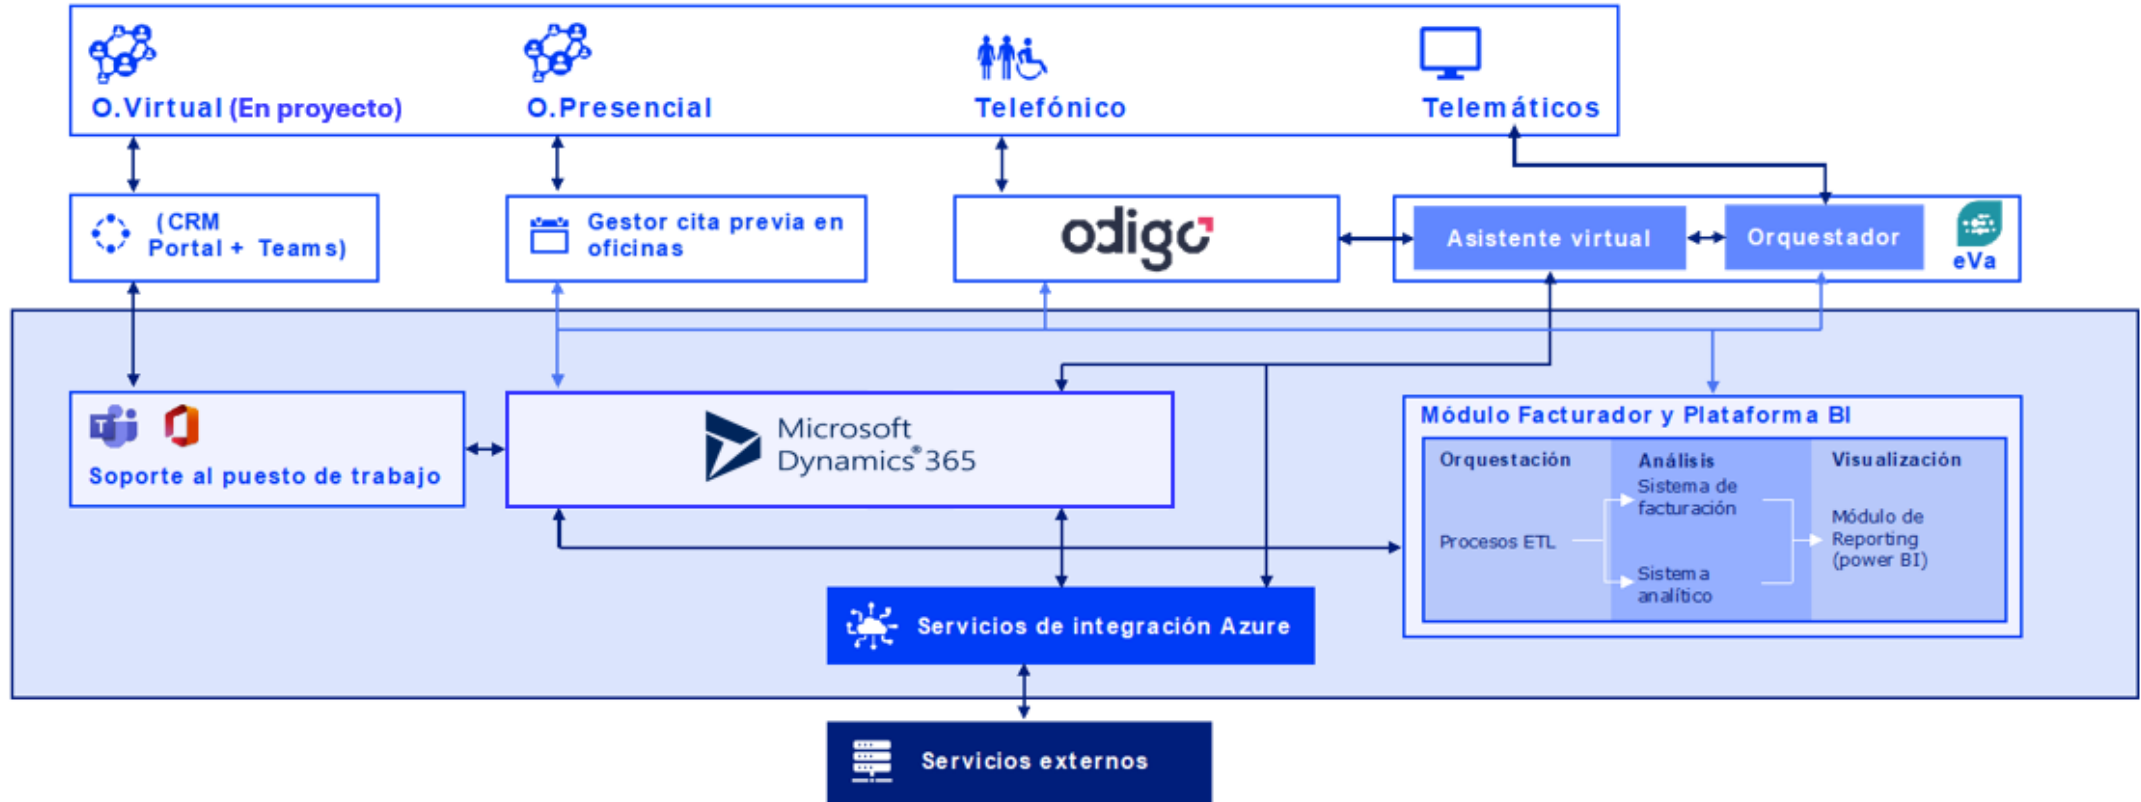 O.Virtual (En proyecto)
O.Presencial
Telefónico
Telemáticos
(CRM
Portal + Teams)
Gestor cita previa en
oficinas
odigo
Asistente virtual
Orquestador
eVa
T
Soporte al puesto de trabajo
Microsoft
Dynamics® 365
Módulo Facturador y Plataforma BI
Orquestación
Análisis
Visualización
Sistema de
facturación
Procesos ETL
Módulo de
Reporting
(power BI)
Sistema
analítico
Servicios de integración Azure
Servicios externos